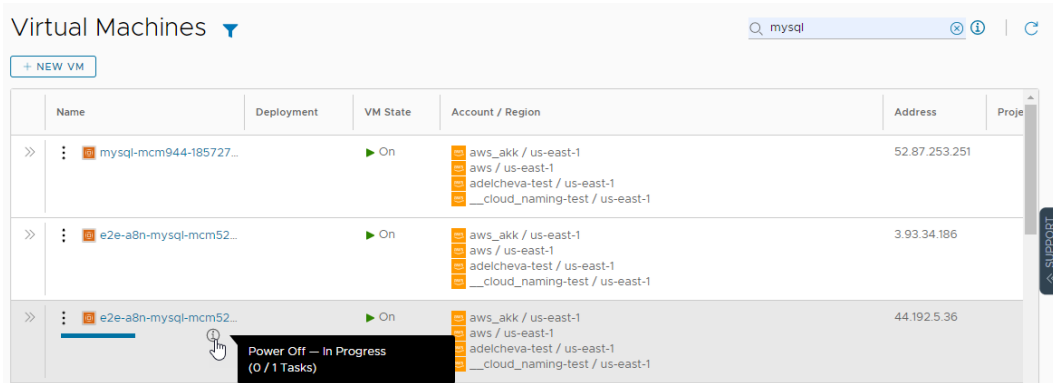 Virtual Machines
mysql
+ NEW VM
Name Deployment VM State Account / Region Address Proje
mysql-mcm944-185727... On aws_akk / us-east-1 52.87.253.251
aws / us-east-1
adelcheva-test / us-east-1
__cloud_naming-test / us-east-1
e2e-a8n-mysql-mcm52... On aws_akk / us-east-1 3.93.34.186
aws / us-east-1
adelcheva-test / us-east-1
__cloud_naming-test / us-east-1
e2e-a8n-mysql-mcm52... On aws_akk / us-east-1 44.192.5.36
aws / us-east-1
adelcheva-test / us-east-1
__cloud_naming-test / us-east-1
Power Off — In Progress
(0 / 1 Tasks)
SUPPORT